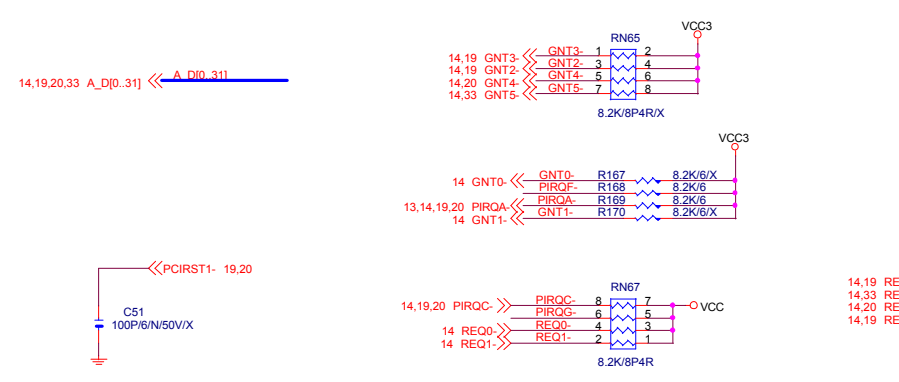 VCC3
RN65
14,19 GNT3- GNT3- 1 2
14,19 GNT2- GNT2- 3 4
14,20 GNT4- GNT4- 5 6
14,33 GNT5- GNT5- 7 8
8.2K/8P4R/X
14,19,20,33 A_D[0..31] A_D[0..31]
VCC3
14 GNT0- GNT0- R167 8.2K/6/X
PIRQF- R168 8.2K/6
13,14,19,20 PIRQA- PIRQA- R169 8.2K/6
14 GNT1- GNT1- R170 8.2K/6/X
PCIRST1- 19,20
C51
100P/6/N/50V/X
RN67
14,19,20 PIRQC- PIRQC- 8 7 VCC
PIRQG- 6 5
14 REQ0- REQ0- 4 3
14 REQ1- REQ1- 2 1
8.2K/8P4R
14,19 RE
14,33 RE
14,20 RE
14,19 RE